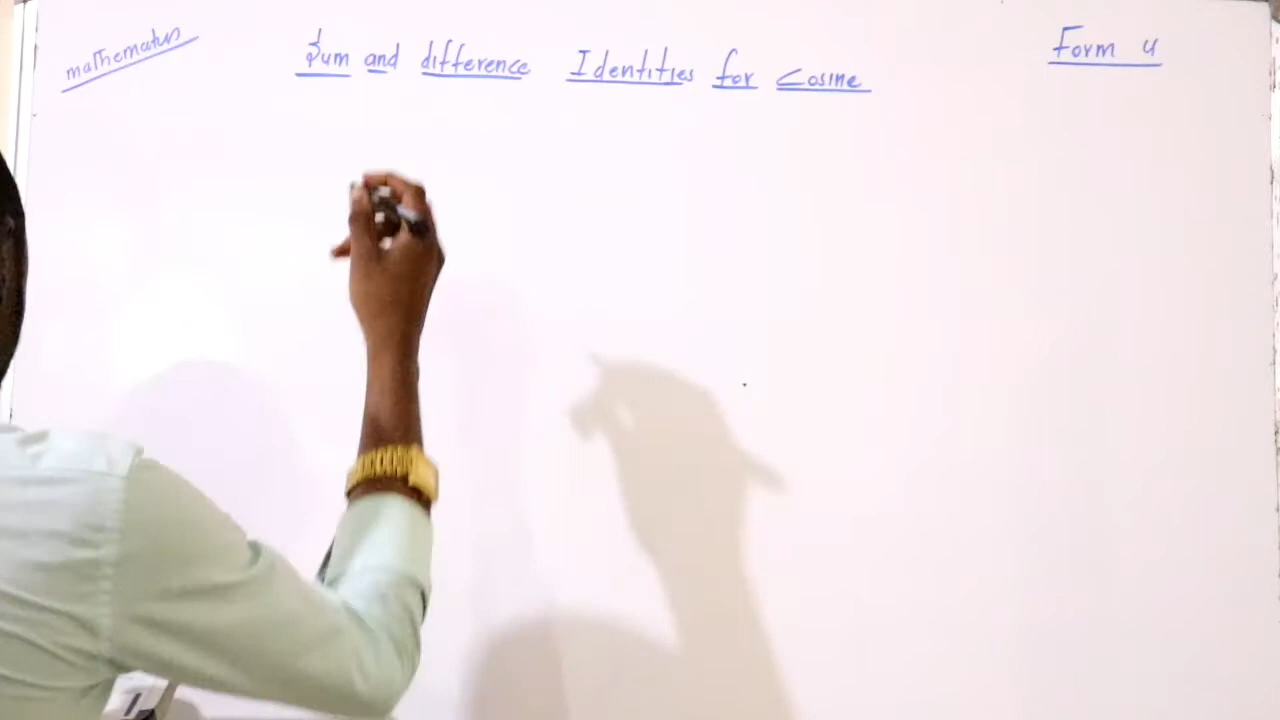 mathematics
Sum and difference Identities for Cosine
Form 4